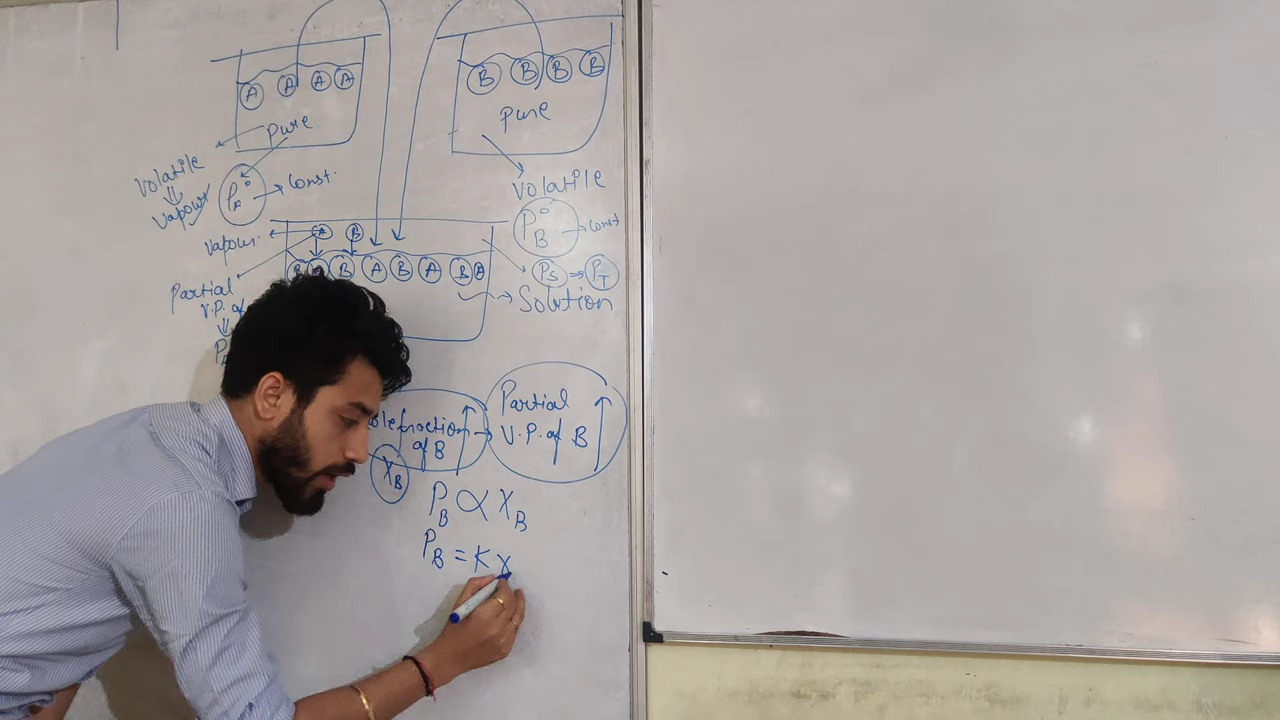 A A A A
Pure
Volatile
⇓
Vapour
P°A → Const.
B B B B
Pure
Volatile
P°B → Const
Vapour.
A B
B A B A B A B A
PS ⇒ PT
Solution
Partial
V.P. of
⇓
P
olefraction ↑
of B
XB
→
Partial
V.P. of B ↑
PB ∝ XB
PB = K X